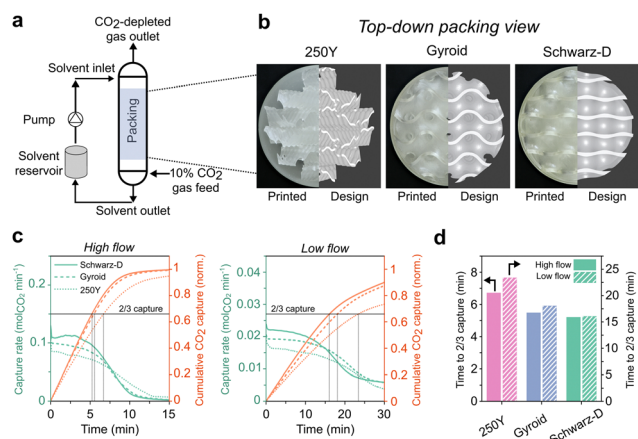 a
CO2-depleted
gas outlet
Solvent inlet
Pump
Packing
Solvent
reservoir
10% CO2
gas feed
Solvent outlet
b
Top-down packing view
250Y
Gyroid
Schwarz-D
Printed
Design
Printed
Design
Printed
Design
c
High flow
Capture rate (molCO2 min-1)
0.2
0.1
0
Schwarz-D
Gyroid
250Y
2/3 capture
1
0.8
0.6
0.4
0.2
0
Cumulative CO2 capture (norm.)
0
5
10
15
Time (min)
Low flow
Capture rate (molCO2 min-1)
0.04
0.03
0.02
0.01
0
2/3 capture
1
0.8
0.6
0.4
0.2
0
Cumulative CO2 capture (norm.)
0
10
20
30
Time (min)
d
Time to 2/3 capture (min)
8
6
4
2
0
High flow
Low flow
25
20
15
10
5
0
Time to 2/3 capture (min)
250Y
Gyroid
Schwarz-D